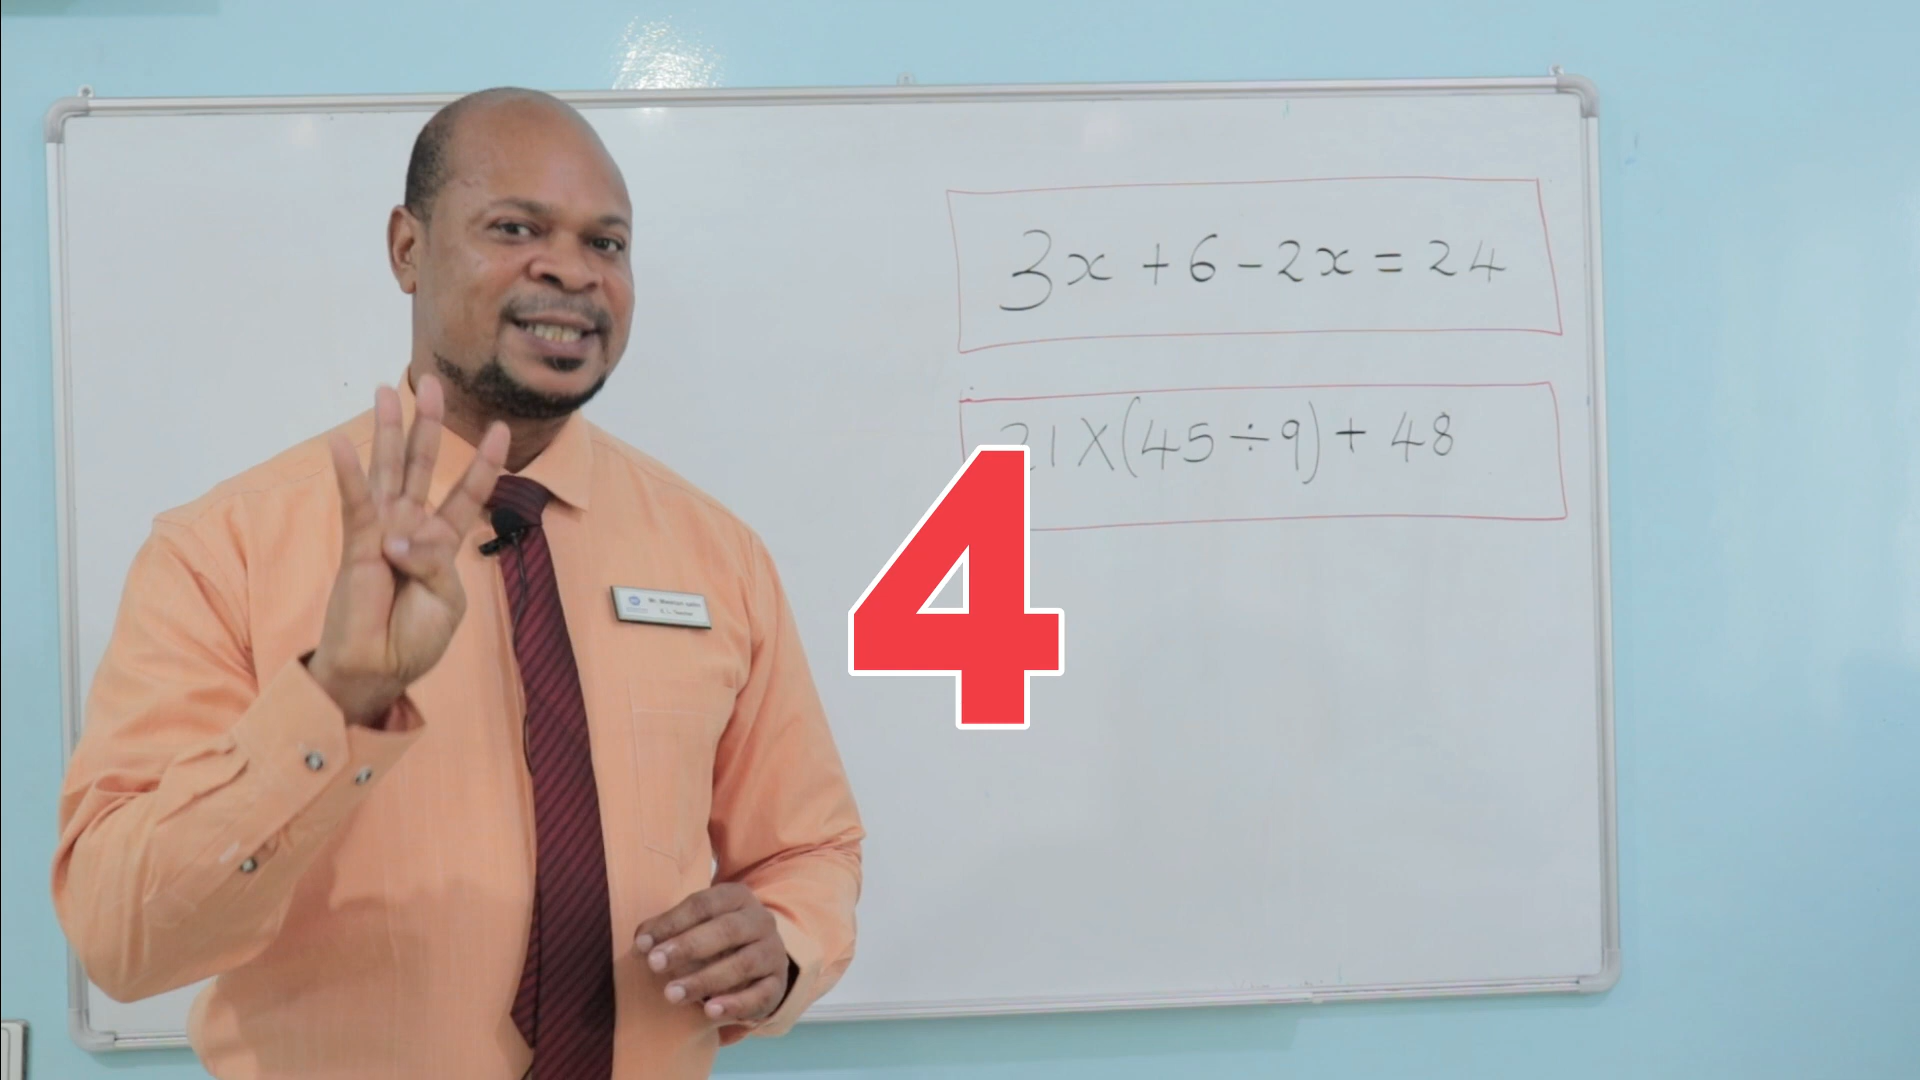 3x + 6 - 2x = 24
21 X (45 ÷ 9) + 48
4